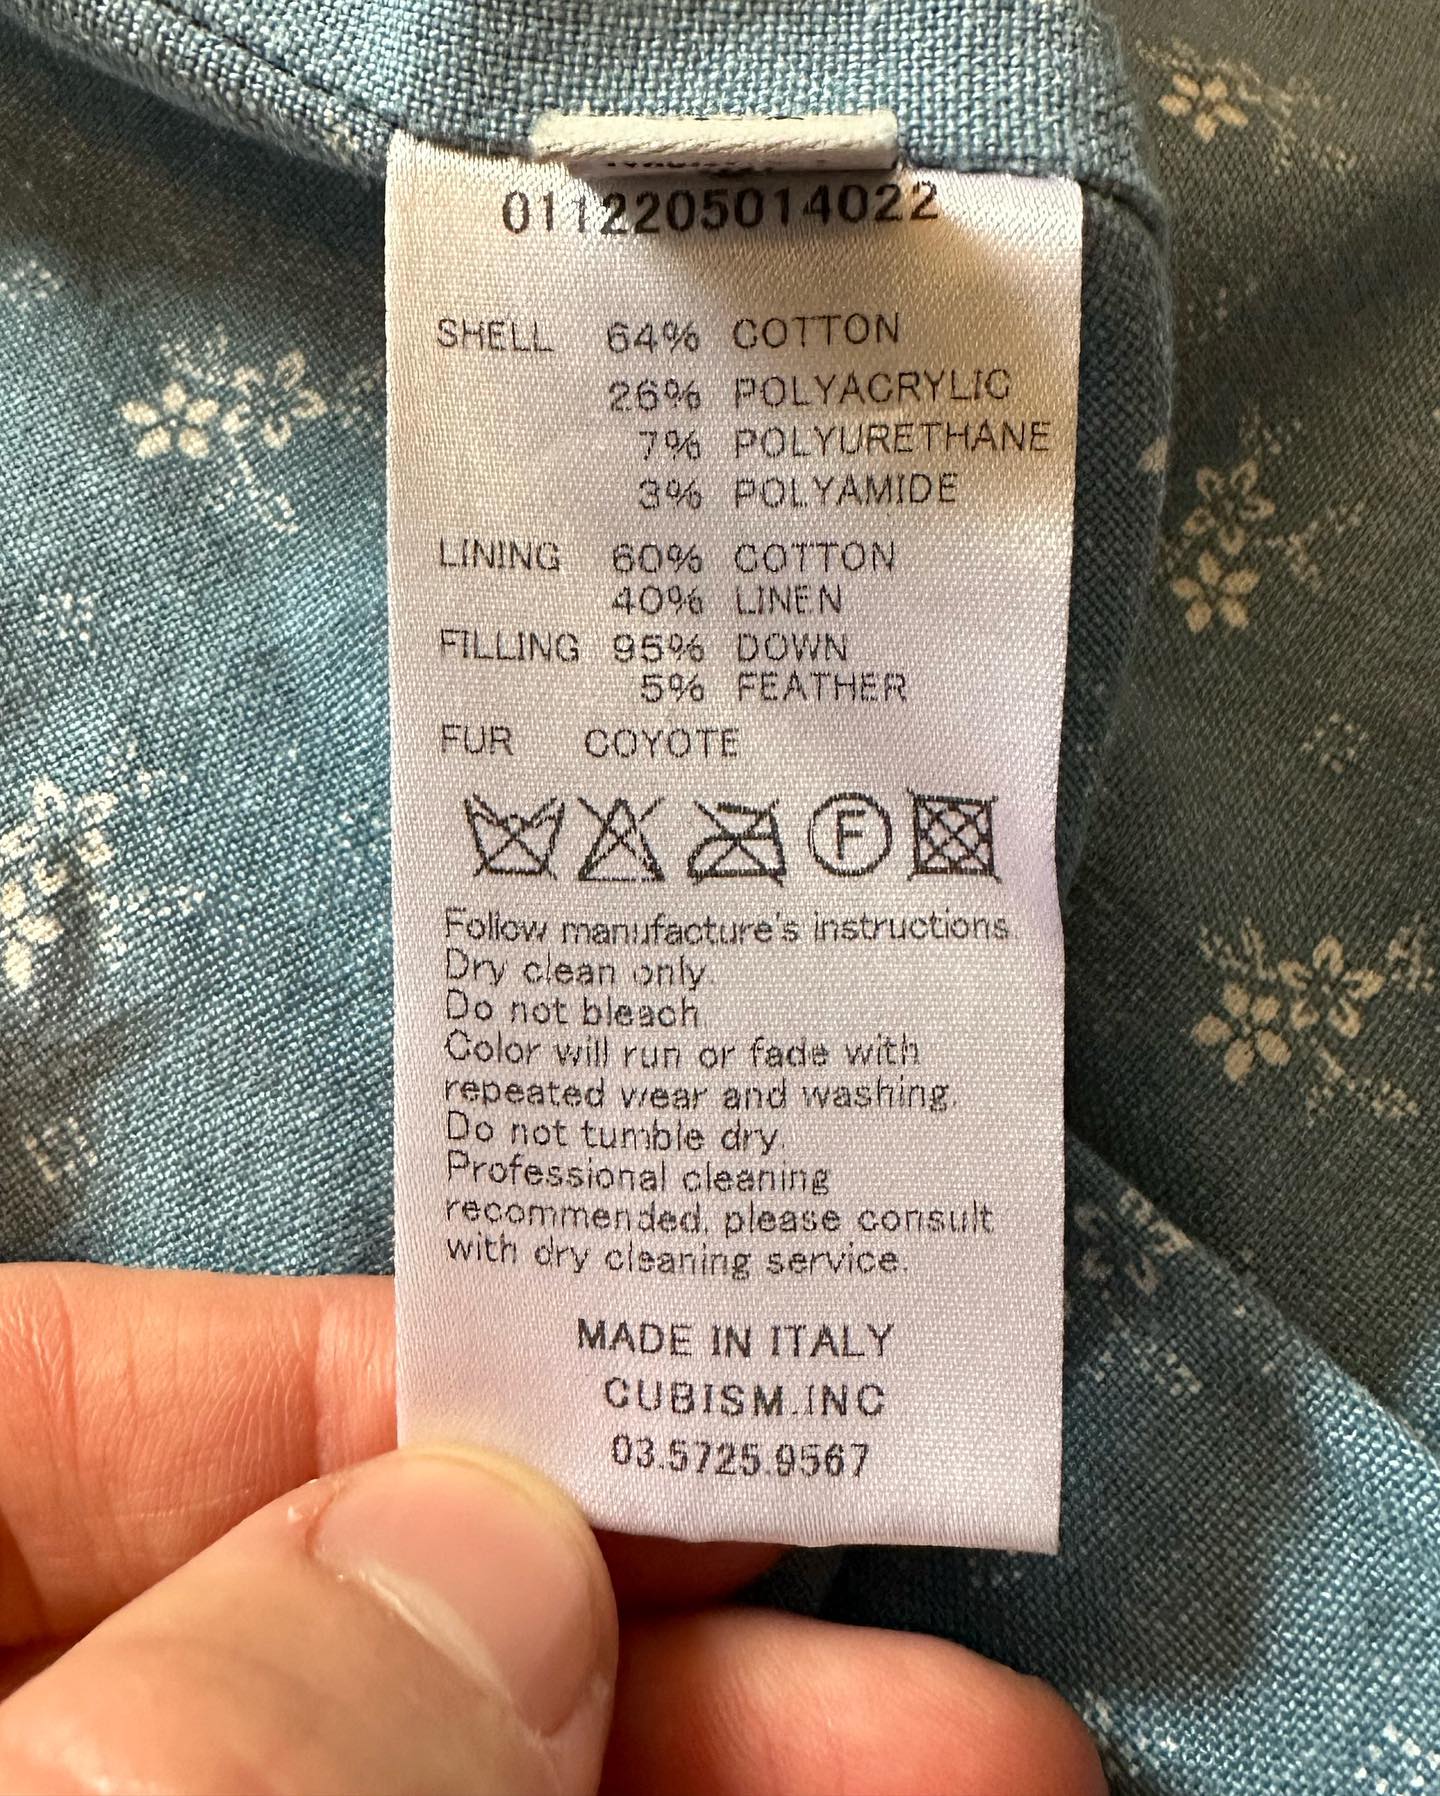 0112205014022
SHELL 64% COTTON
26% POLYACRYLIC
7% POLYURETHANE
3% POLYAMIDE
LINING 60% COTTON
40% LINEN
FILLING 95% DOWN
5% FEATHER
FUR COYOTE
F
Follow manufacture's instructions.
Dry clean only.
Do not bleach.
Color will run or fade with
repeated wear and washing.
Do not tumble dry.
Professional cleaning
recommended. please consult
with dry cleaning service.
MADE IN ITALY
CUBISM.INC
03.5725.9567